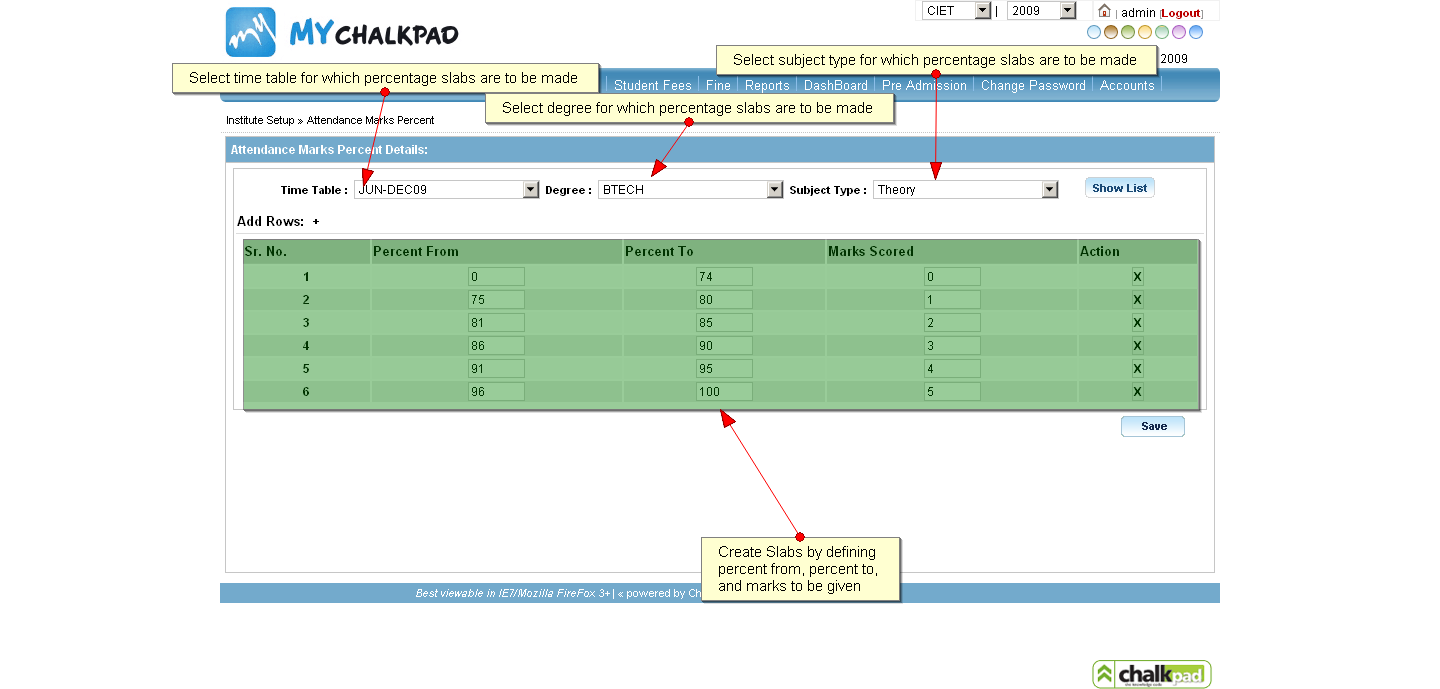 CIET | 2009 | admin [Logout]
MYCHALKPAD
2009
Select subject type for which percentage slabs are to be made
Select time table for which percentage slabs are to be made
Student Fees Fine Reports DashBoard Pre Admission Change Password Accounts
Select degree for which percentage slabs are to be made
Institute Setup » Attendance Marks Percent
Attendance Marks Percent Details:
Time Table : JUN-DEC09 Degree : BTECH Subject Type : Theory Show List
Add Rows: +
Sr. No. Percent From Percent To Marks Scored Action
1 0 74 0 X
2 75 80 1 X
3 81 85 2 X
4 86 90 3 X
5 91 95 4 X
6 96 100 5 X
Save
Create Slabs by defining
percent from, percent to,
and marks to be given
Best viewable in IE7/Mozilla FireFox 3+| « powered by Ch
chalkpad